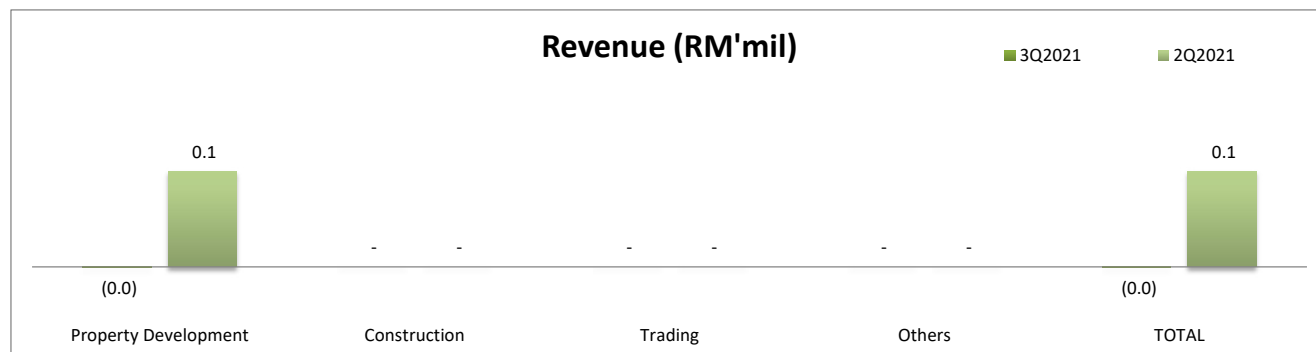 Revenue (RM'mil)
3Q2021 2Q2021
0.1 0.1
- - - - - -
(0.0) (0.0)
Property Development Construction Trading Others TOTAL